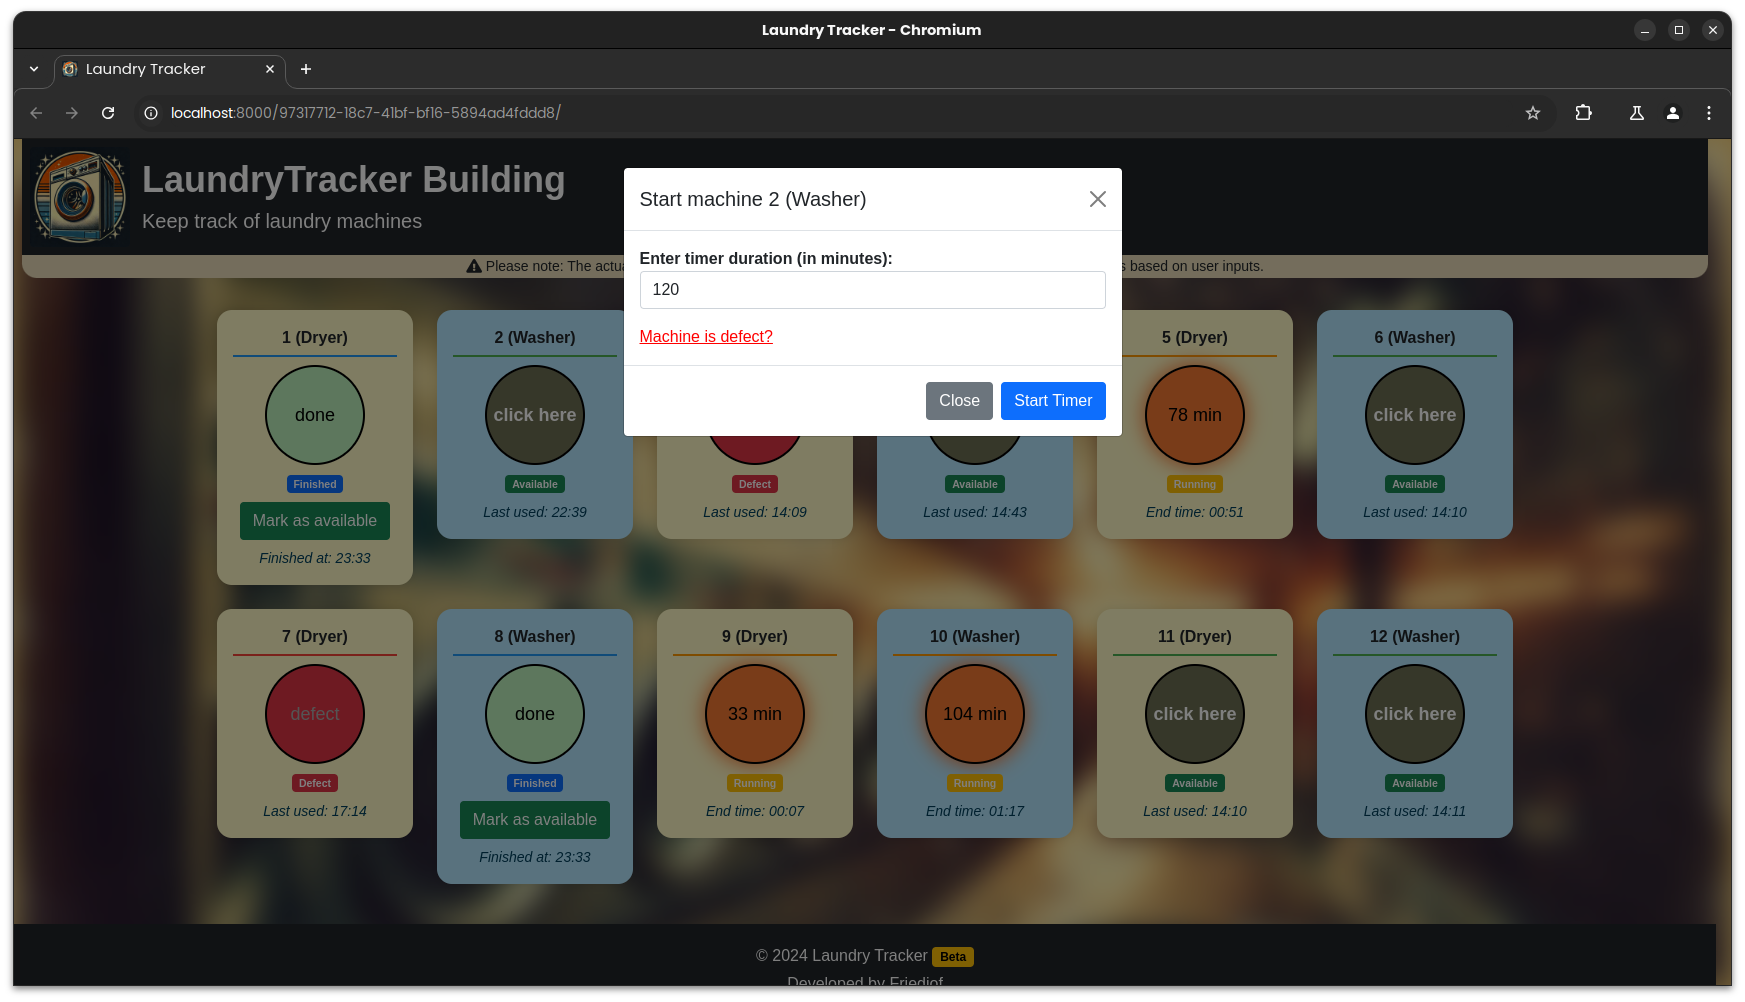 Laundry Tracker - Chromium
Laundry Tracker
localhost:8000/97317712-18c7-41bf-bf16-5894ad4fddd8/
LaundryTracker Building
Keep track of laundry machines
Please note: The actua
s based on user inputs.
Start machine 2 (Washer)
Enter timer duration (in minutes):
120
Machine is defect?
Close Start Timer
1 (Dryer)
done
Finished
Mark as available
Finished at: 23:33
2 (Washer)
click here
Available
Last used: 22:39
Defect
Last used: 14:09
Available
Last used: 14:43
5 (Dryer)
78 min
Running
End time: 00:51
6 (Washer)
click here
Available
Last used: 14:10
7 (Dryer)
defect
Defect
Last used: 17:14
8 (Washer)
done
Finished
Mark as available
Finished at: 23:33
9 (Dryer)
33 min
Running
End time: 00:07
10 (Washer)
104 min
Running
End time: 01:17
11 (Dryer)
click here
Available
Last used: 14:10
12 (Washer)
click here
Available
Last used: 14:11
© 2024 Laundry Tracker Beta
Developed by Friedjof